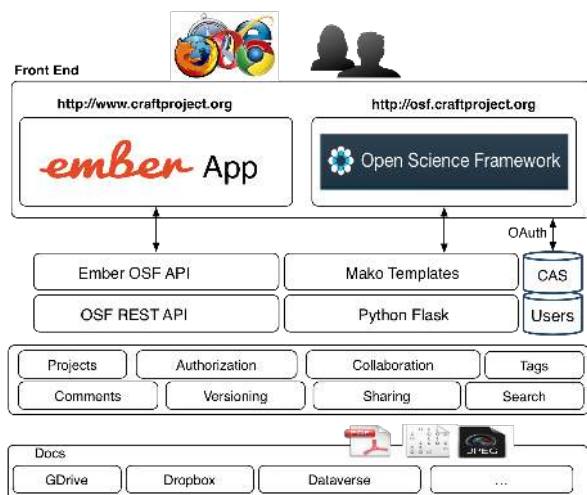 Front End
http://www.craftproject.org
http://osf.craftproject.org
ember App
Open Science Framework
OAuth
Ember OSF API
Mako Templates
CAS
OSF REST API
Python Flask
Users
Projects
Authorization
Collaboration
Tags
Comments
Versioning
Sharing
Search
PDF
JPEG
Docs
GDrive
Dropbox
Dataverse
...